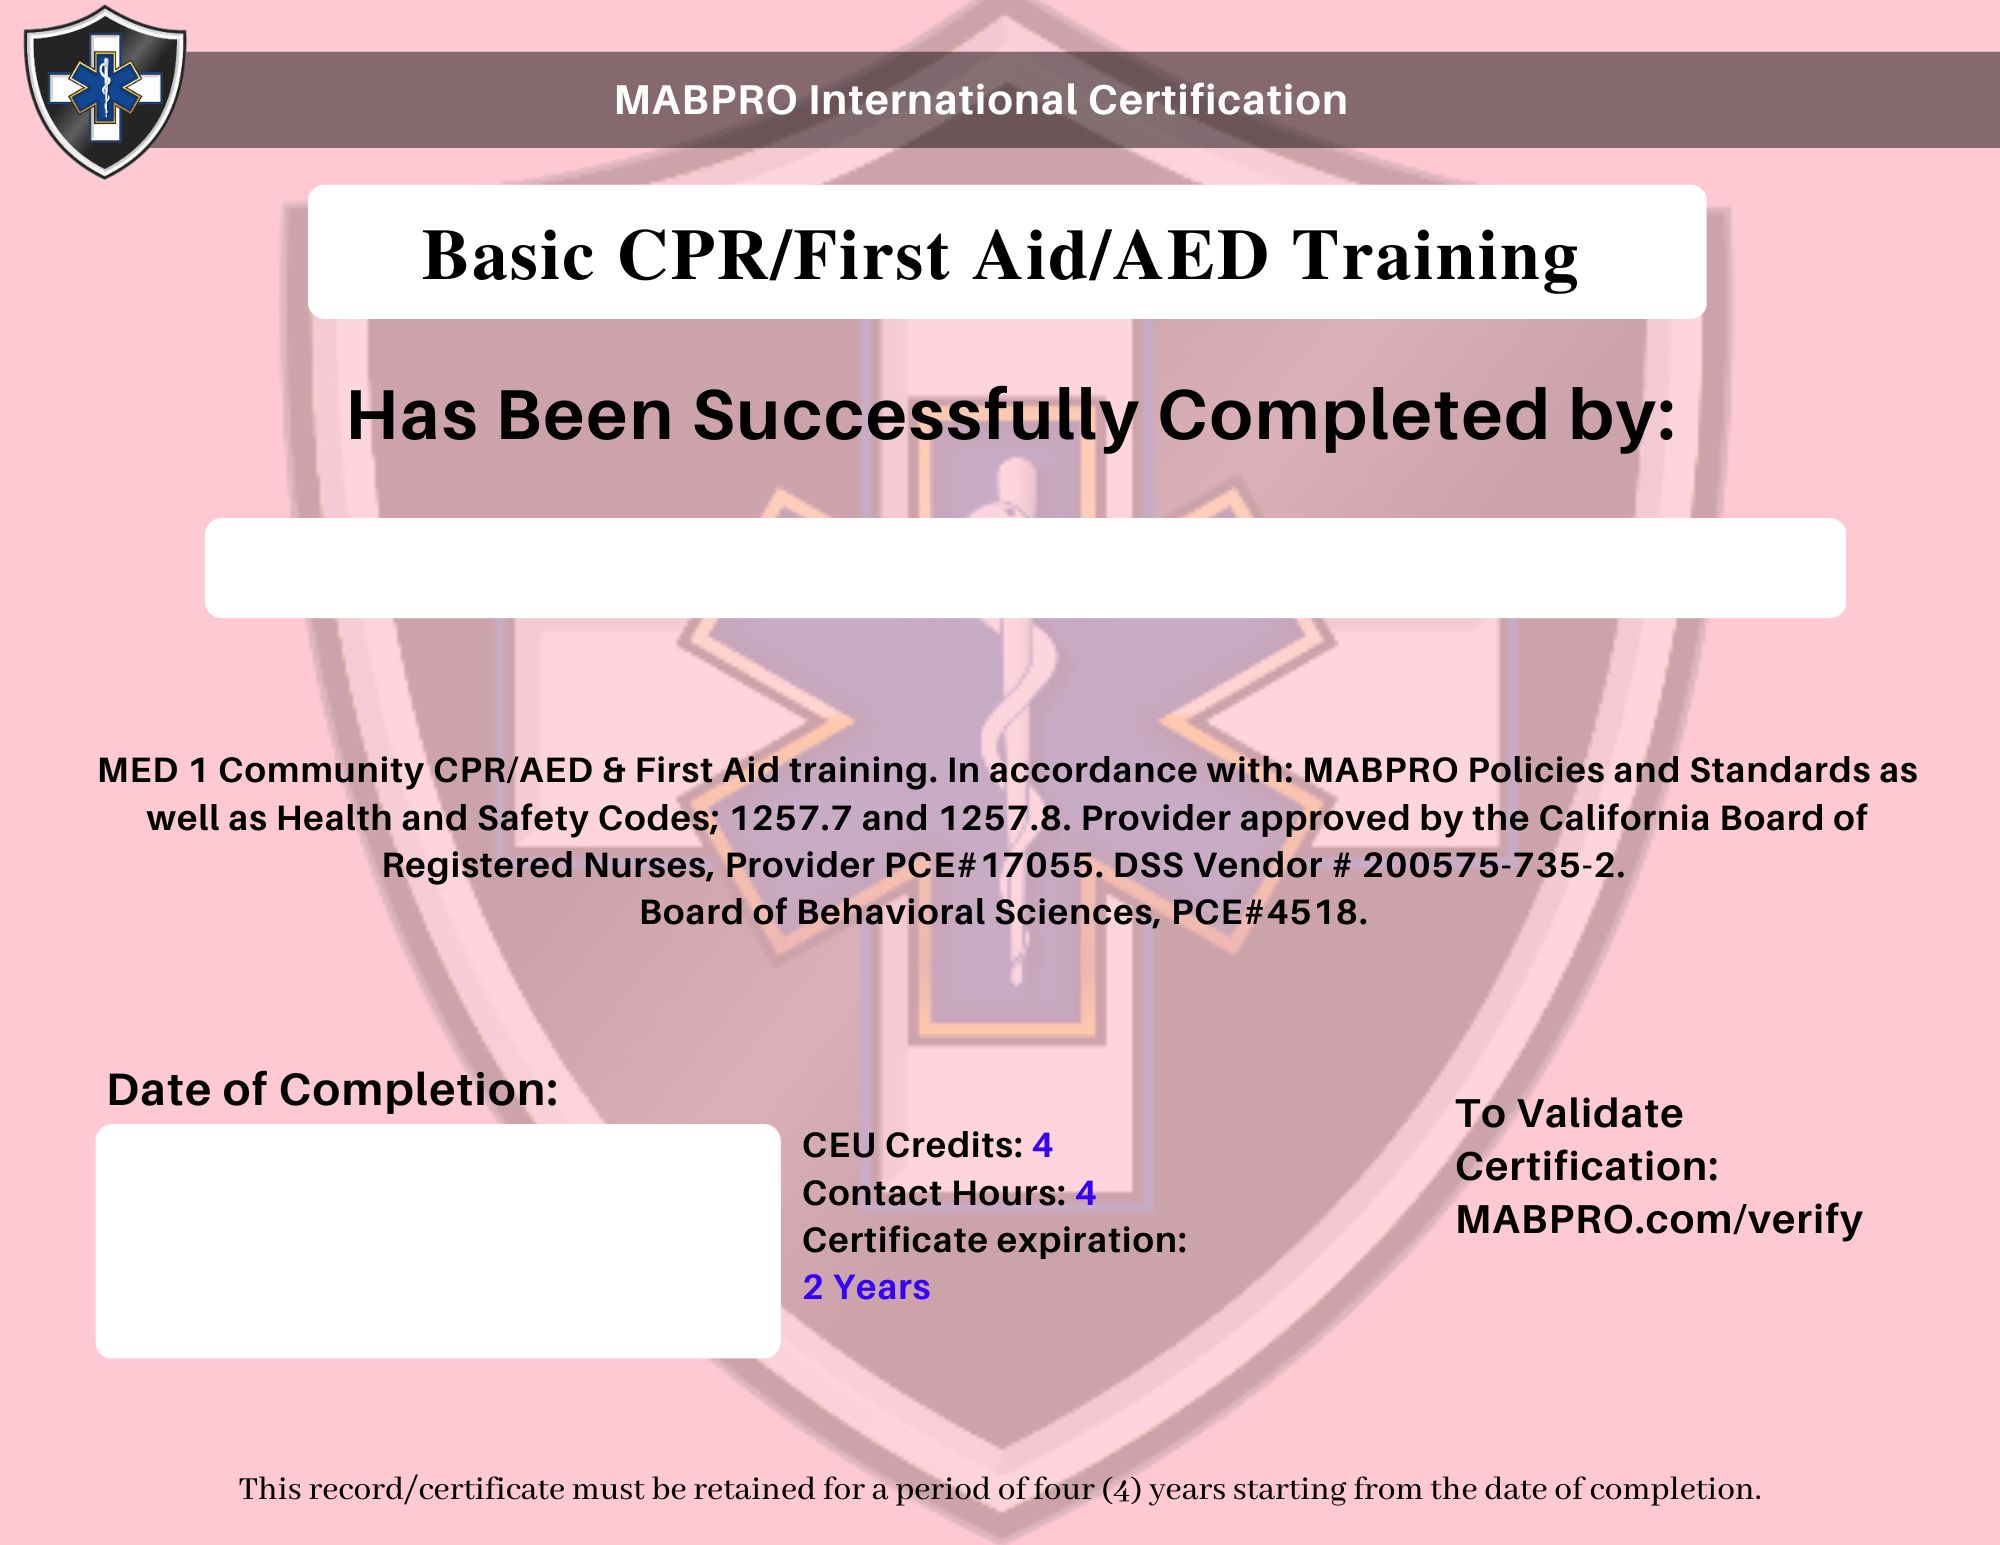 MABPRO International Certification
Basic CPR/First Aid/AED Training
Has Been Successfully Completed by:
MED 1 Community CPR/AED & First Aid training. In accordance with: MABPRO Policies and Standards as
well as Health and Safety Codes; 1257.7 and 1257.8. Provider approved by the California Board of
Registered Nurses, Provider PCE#17055. DSS Vendor # 200575-735-2.
Board of Behavioral Sciences, PCE#4518.
Date of Completion:
CEU Credits: 4
Contact Hours: 4
Certificate expiration:
2 Years
To Validate
Certification:
MABPRO.com/verify
This record/certificate must be retained for a period of four (4) years starting from the date of completion.